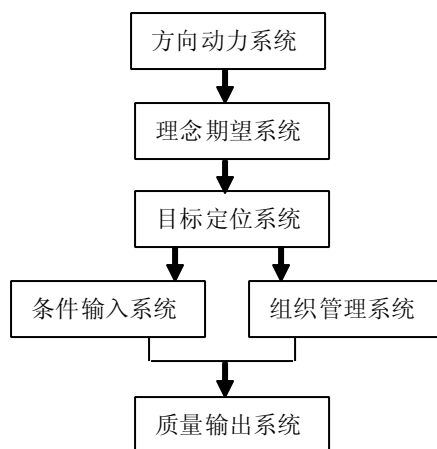 方向动力系统
理念期望系统
目标定位系统
条件输入系统
组织管理系统
质量输出系统